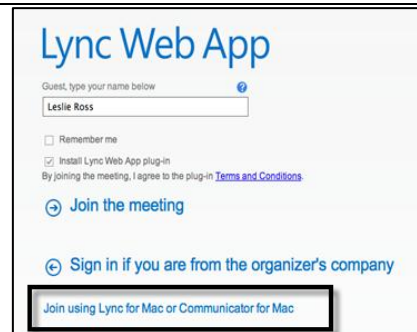 Lync Web App
Guest, type your name below ?
Leslie Ross
Remember me
Install Lync Web App plug-in
By joining the meeting, I agree to the plug-in Terms and Conditions.
Join the meeting
Sign in if you are from the organizer's company
Join using Lync for Mac or Communicator for Mac